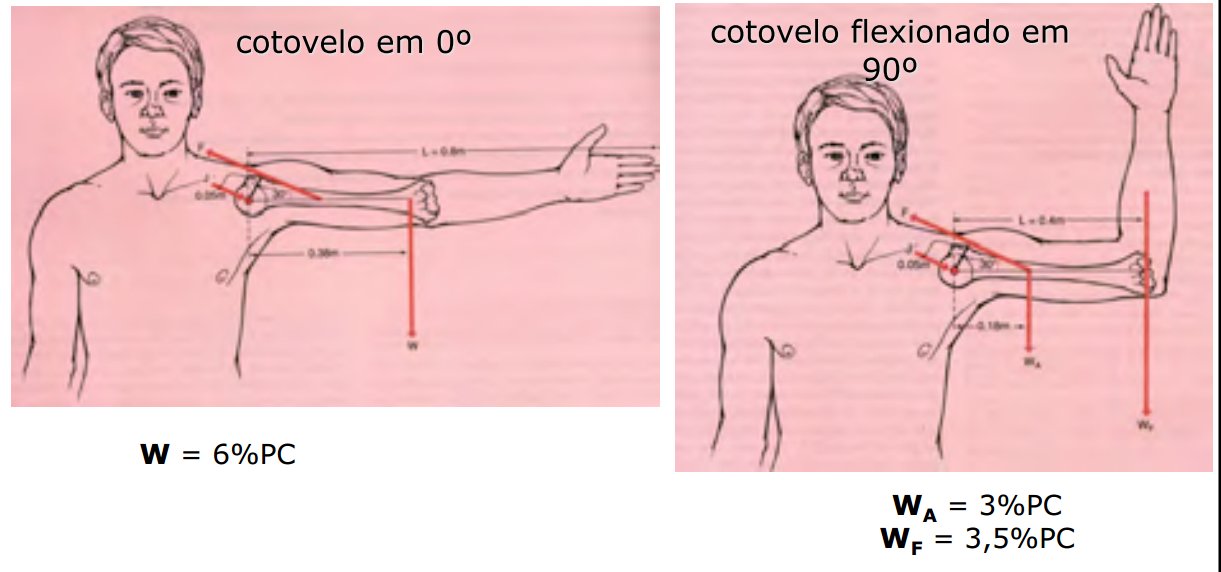 cotovelo em 0º
F
L = 0.8m
J
0.05m
30°
0.38m
W
W = 6%PC
cotovelo flexionado em
90º
F
L = 0.4m
J
0.05m
30°
0.18m
W_A
W_F
W_A = 3%PC
W_F = 3,5%PC